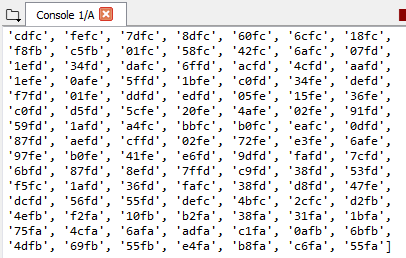 Console 1/A
'cdfc', 'fefc', '7dfc', '8dfc', '60fc', '6cfc', '18fc',
'f8fb', 'c5fb', '01fc', '58fc', '42fc', '6afc', '07fd',
'1efd', '34fd', 'dafc', '6ffd', 'acfd', '4cfd', 'aafd',
'1efe', '0afe', '5ffd', '1bfe', 'c0fd', '34fe', 'defd',
'f7fd', '01fe', 'ddfd', 'edfd', '05fe', '15fe', '36fe',
'c0fd', 'd5fd', '5cfe', '20fe', '4afe', '02fe', '91fd',
'59fd', '1afd', 'a4fc', 'bbfc', 'b0fc', 'eafc', '0dfd',
'87fd', 'aefd', 'cffd', '02fe', '72fe', 'e3fe', '6afe',
'97fe', 'b0fe', '41fe', 'e6fd', '9dfd', 'fafd', '7cfd',
'6bfd', '87fd', '8efd', '7ffd', 'c9fd', '38fd', '53fd',
'f5fc', '1afd', '36fd', 'fafc', '38fd', 'd8fd', '47fe',
'dcfd', '56fd', '55fd', 'defc', '4bfc', '2cfc', 'd2fb',
'4efb', 'f2fa', '10fb', 'b2fa', '38fa', '31fa', '1bfa',
'75fa', '4cfa', '6afa', 'adfa', 'c1fa', '0afb', '6bfb',
'4dfb', '69fb', '55fb', 'e4fa', 'b8fa', 'c6fa', '55fa']